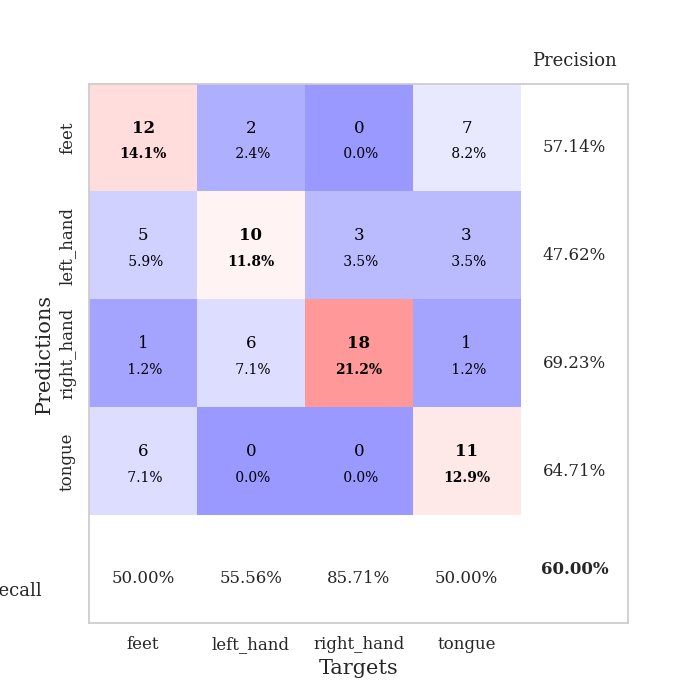 Precision
feet
12 2 0 7
57.14%
14.1% 2.4% 0.0% 8.2%
left_hand
5 10 3 3
47.62%
5.9% 11.8% 3.5% 3.5%
Predictions
right_hand
1 6 18 1
69.23%
1.2% 7.1% 21.2% 1.2%
tongue
6 0 0 11
64.71%
7.1% 0.0% 0.0% 12.9%
ecall
50.00% 55.56% 85.71% 50.00% 60.00%
feet left_hand right_hand tongue
Targets